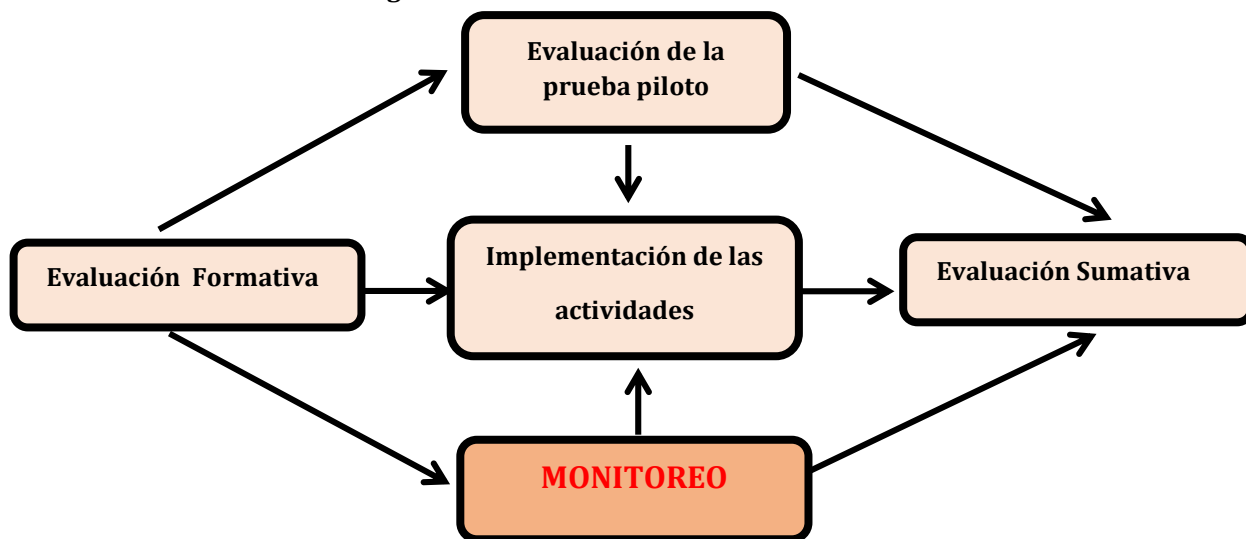 Evaluación de la
prueba piloto
Evaluación Formativa
Implementación de las
actividades
Evaluación Sumativa
MONITOREO